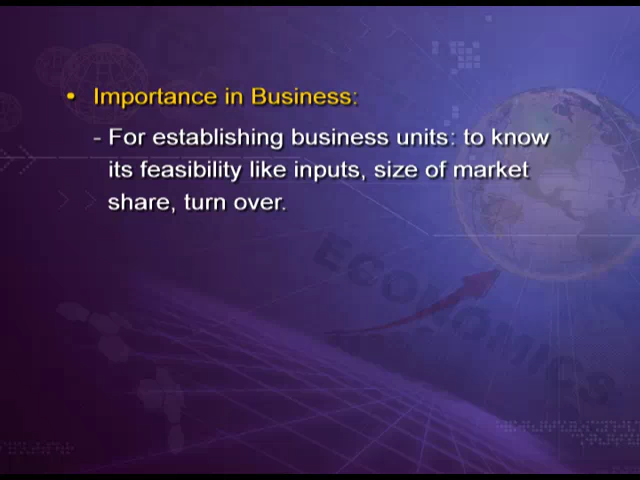 • Importance in Business:
- For establishing business units: to know
its feasibility like inputs, size of market
share, turn over.
ECONOMICS